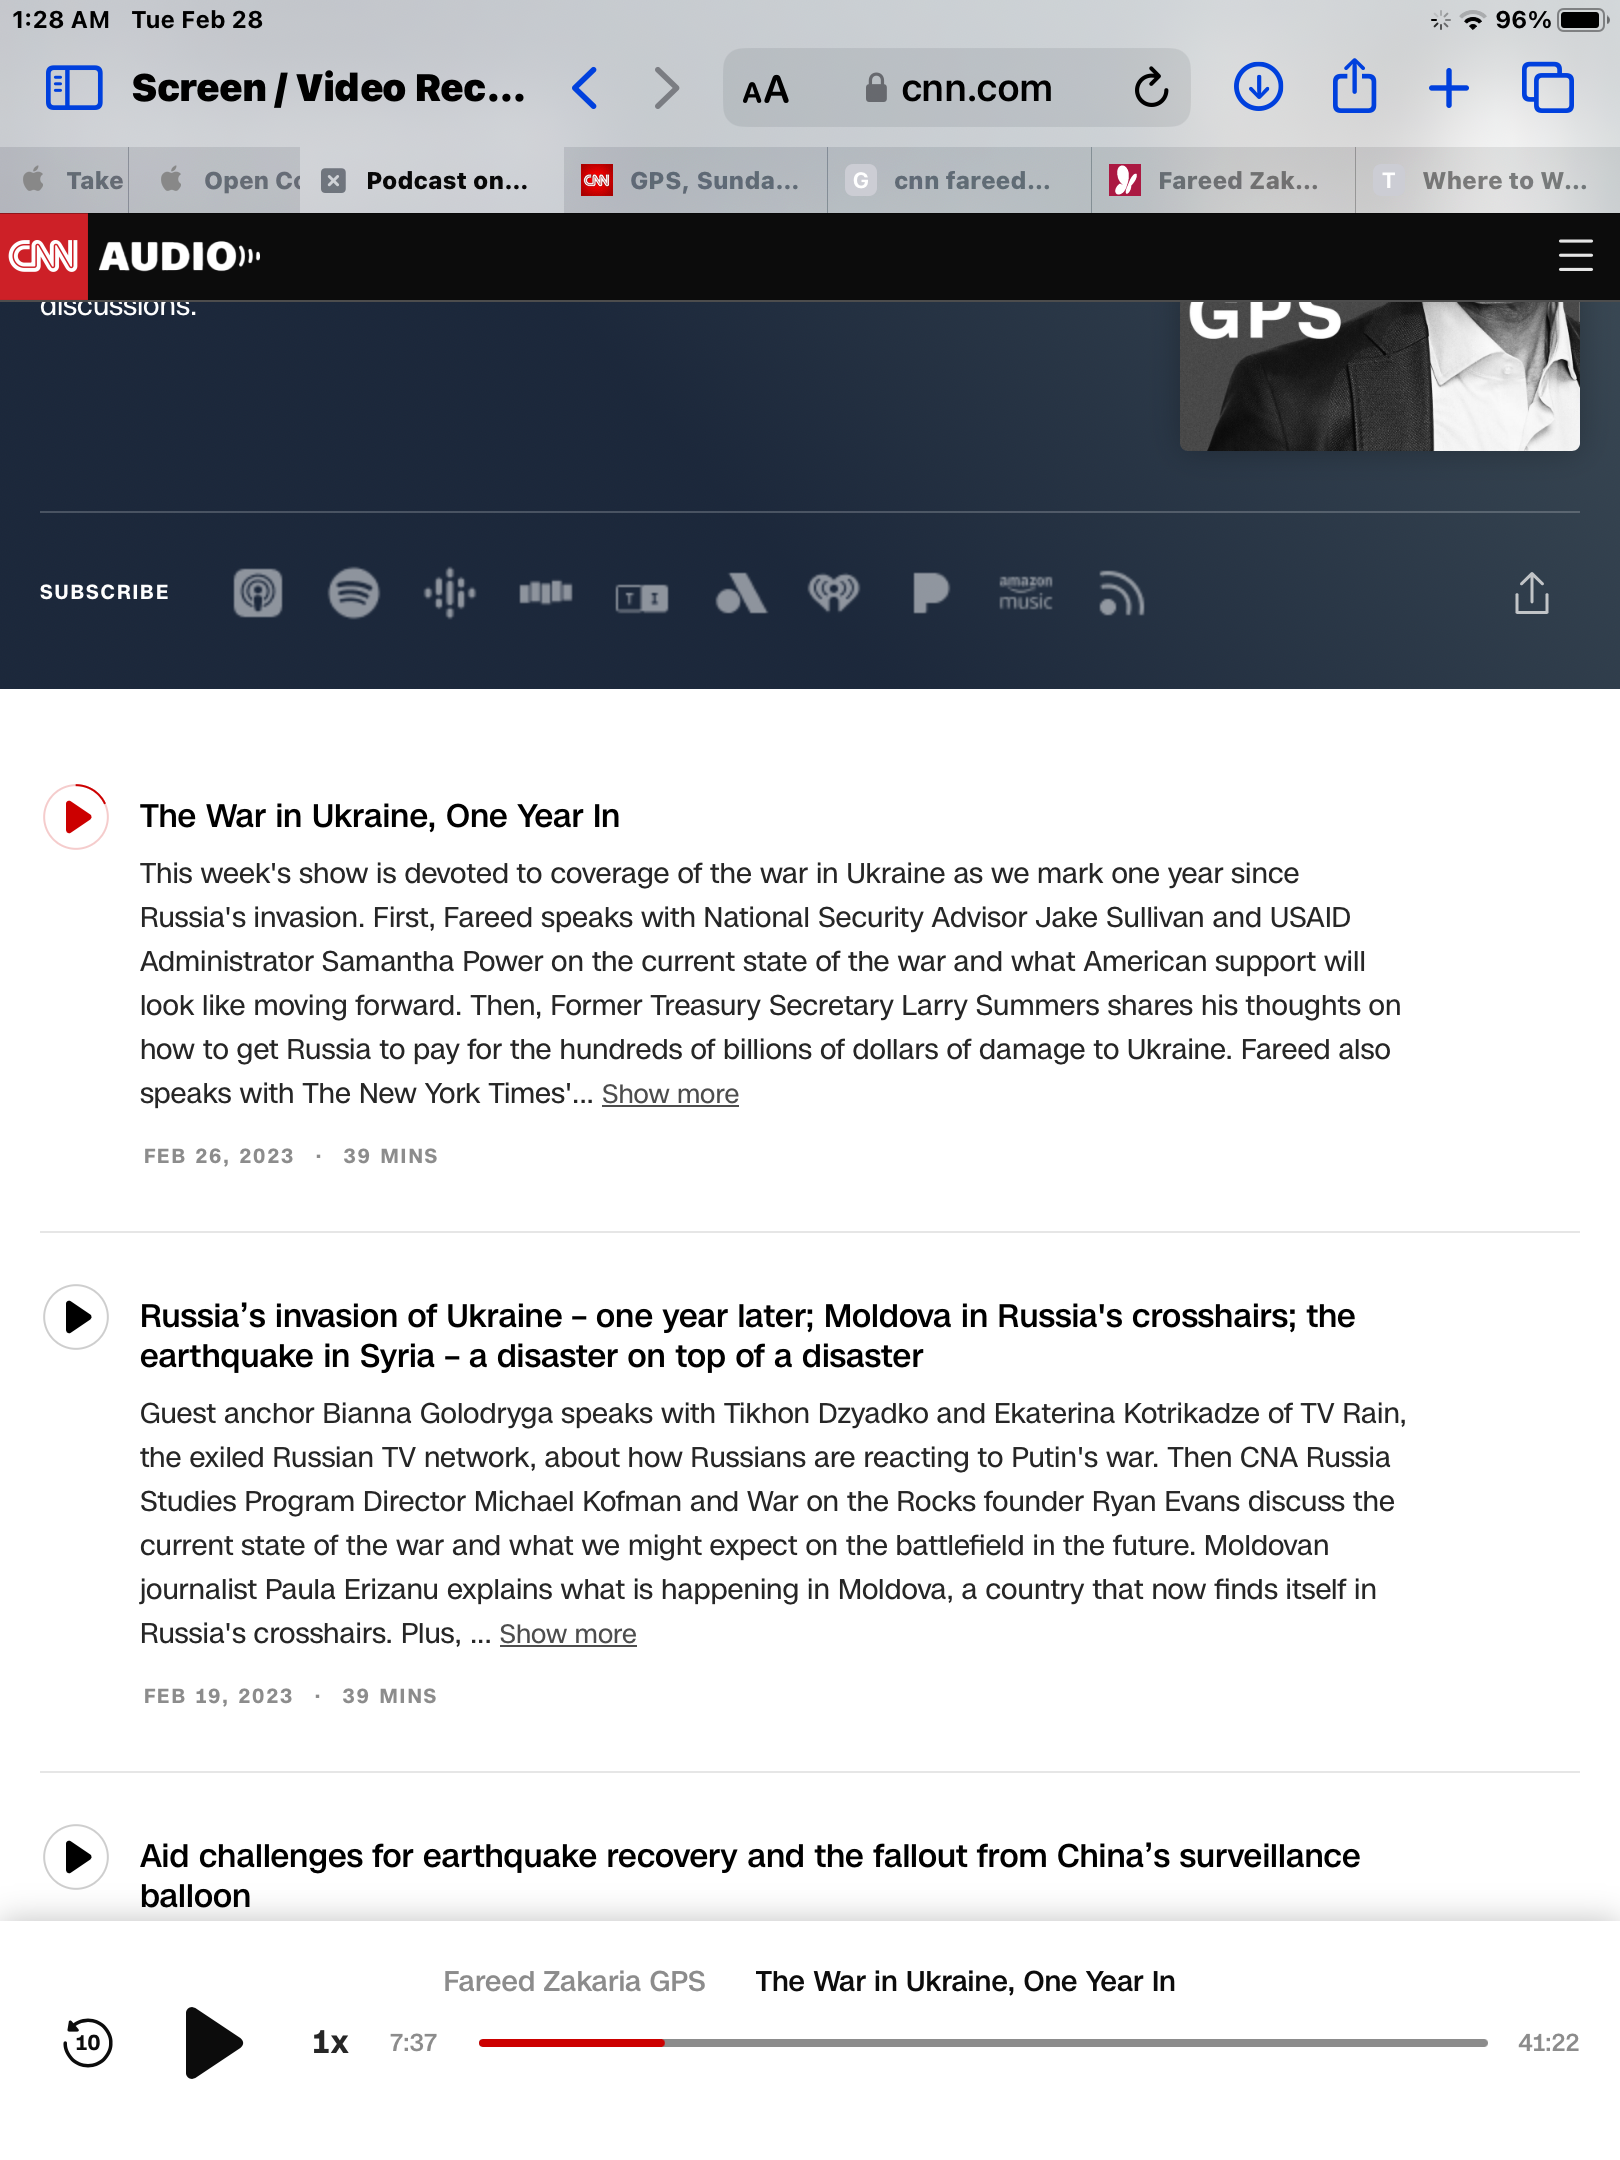 1:28 AM Tue Feb 28 96%
Screen / Video Rec... AA cnn.com
Take Open Co Podcast on... CNN GPS, Sunda... G cnn fareed... Fareed Zak... T Where to W...
CNN AUDIO
discussions.
GPS
SUBSCRIBE T I amazon music
The War in Ukraine, One Year In
This week's show is devoted to coverage of the war in Ukraine as we mark one year since
Russia's invasion. First, Fareed speaks with National Security Advisor Jake Sullivan and USAID
Administrator Samantha Power on the current state of the war and what American support will
look like moving forward. Then, Former Treasury Secretary Larry Summers shares his thoughts on
how to get Russia to pay for the hundreds of billions of dollars of damage to Ukraine. Fareed also
speaks with The New York Times'... Show more
FEB 26, 2023 · 39 MINS
Russia’s invasion of Ukraine – one year later; Moldova in Russia's crosshairs; the
earthquake in Syria – a disaster on top of a disaster
Guest anchor Bianna Golodryga speaks with Tikhon Dzyadko and Ekaterina Kotrikadze of TV Rain,
the exiled Russian TV network, about how Russians are reacting to Putin's war. Then CNA Russia
Studies Program Director Michael Kofman and War on the Rocks founder Ryan Evans discuss the
current state of the war and what we might expect on the battlefield in the future. Moldovan
journalist Paula Erizanu explains what is happening in Moldova, a country that now finds itself in
Russia's crosshairs. Plus, ... Show more
FEB 19, 2023 · 39 MINS
Aid challenges for earthquake recovery and the fallout from China’s surveillance
balloon
Fareed Zakaria GPS The War in Ukraine, One Year In
10 1x 7:37 41:22